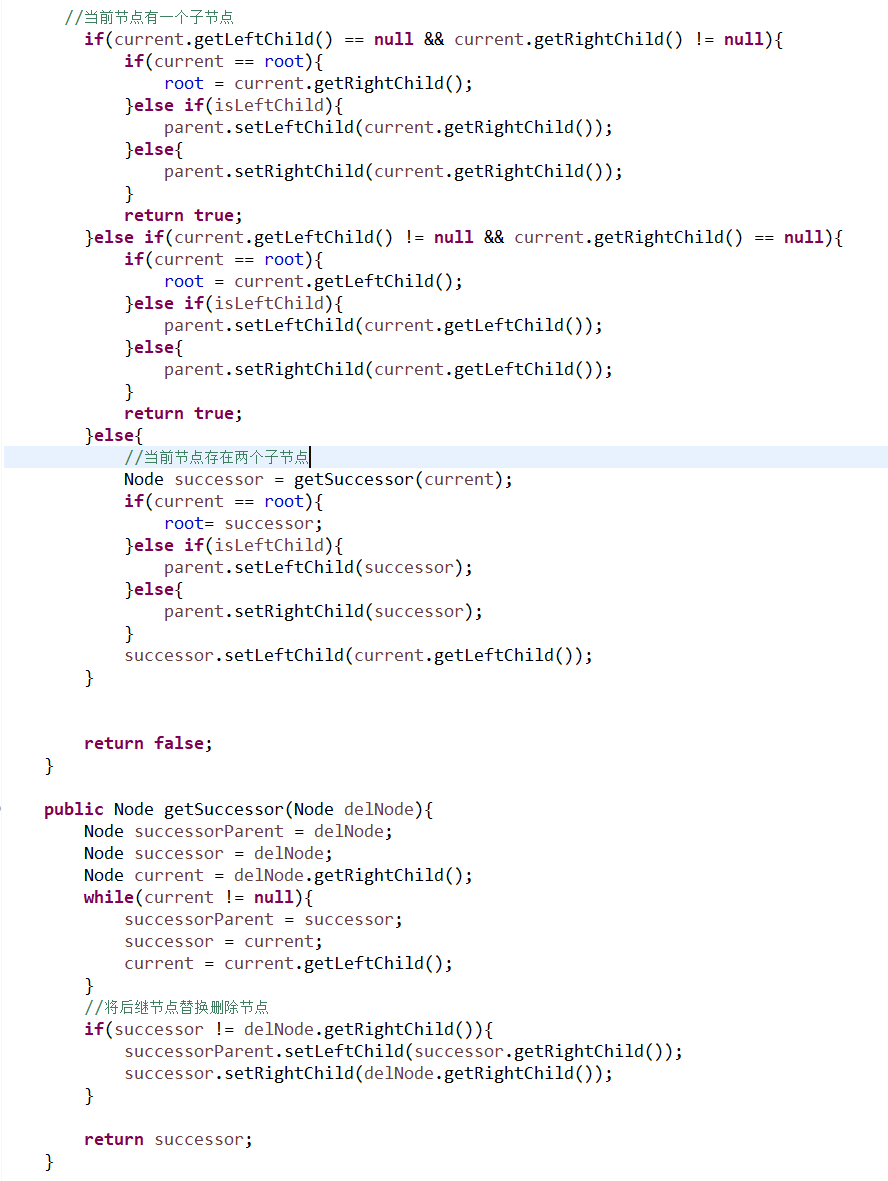 //当前节点有一个子节点
if(current.getLeftChild() == null && current.getRightChild() != null){
if(current == root){
root = current.getRightChild();
}else if(isLeftChild){
parent.setLeftChild(current.getRightChild());
}else{
parent.setRightChild(current.getRightChild());
}
return true;
}else if(current.getLeftChild() != null && current.getRightChild() == null){
if(current == root){
root = current.getLeftChild();
}else if(isLeftChild){
parent.setLeftChild(current.getLeftChild());
}else{
parent.setRightChild(current.getLeftChild());
}
return true;
}else{
//当前节点存在两个子节点
Node successor = getSuccessor(current);
if(current == root){
root= successor;
}else if(isLeftChild){
parent.setLeftChild(successor);
}else{
parent.setRightChild(successor);
}
successor.setLeftChild(current.getLeftChild());
}
return false;
}
public Node getSuccessor(Node delNode){
Node successorParent = delNode;
Node successor = delNode;
Node current = delNode.getRightChild();
while(current != null){
successorParent = successor;
successor = current;
current = current.getLeftChild();
}
//将后继节点替换删除节点
if(successor != delNode.getRightChild()){
successorParent.setLeftChild(successor.getRightChild());
successor.setRightChild(delNode.getRightChild());
}
return successor;
}